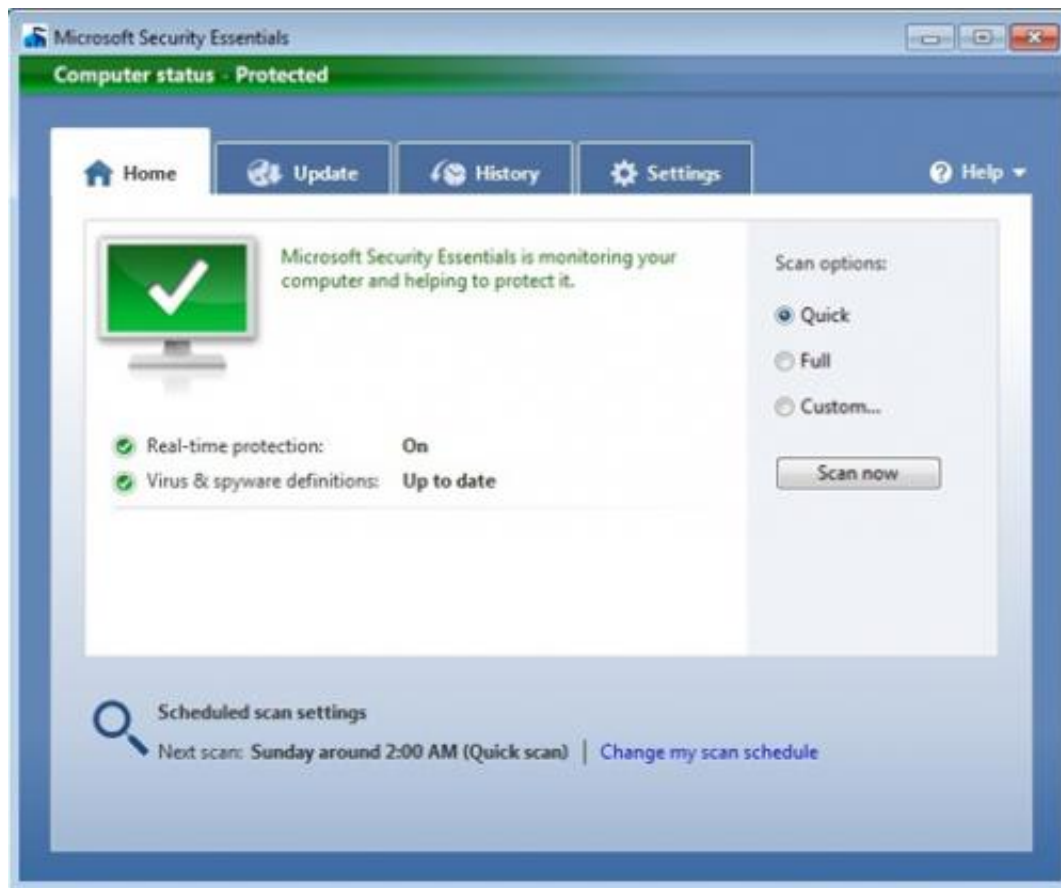 Microsoft Security Essentials
Computer status - Protected
Home
Update
History
Settings
Help
Microsoft Security Essentials is monitoring your
computer and helping to protect it.
Real-time protection: On
Virus & spyware definitions: Up to date
Scan options:
Quick
Full
Custom...
Scan now
Scheduled scan settings
Next scan: Sunday around 2:00 AM (Quick scan) | Change my scan schedule